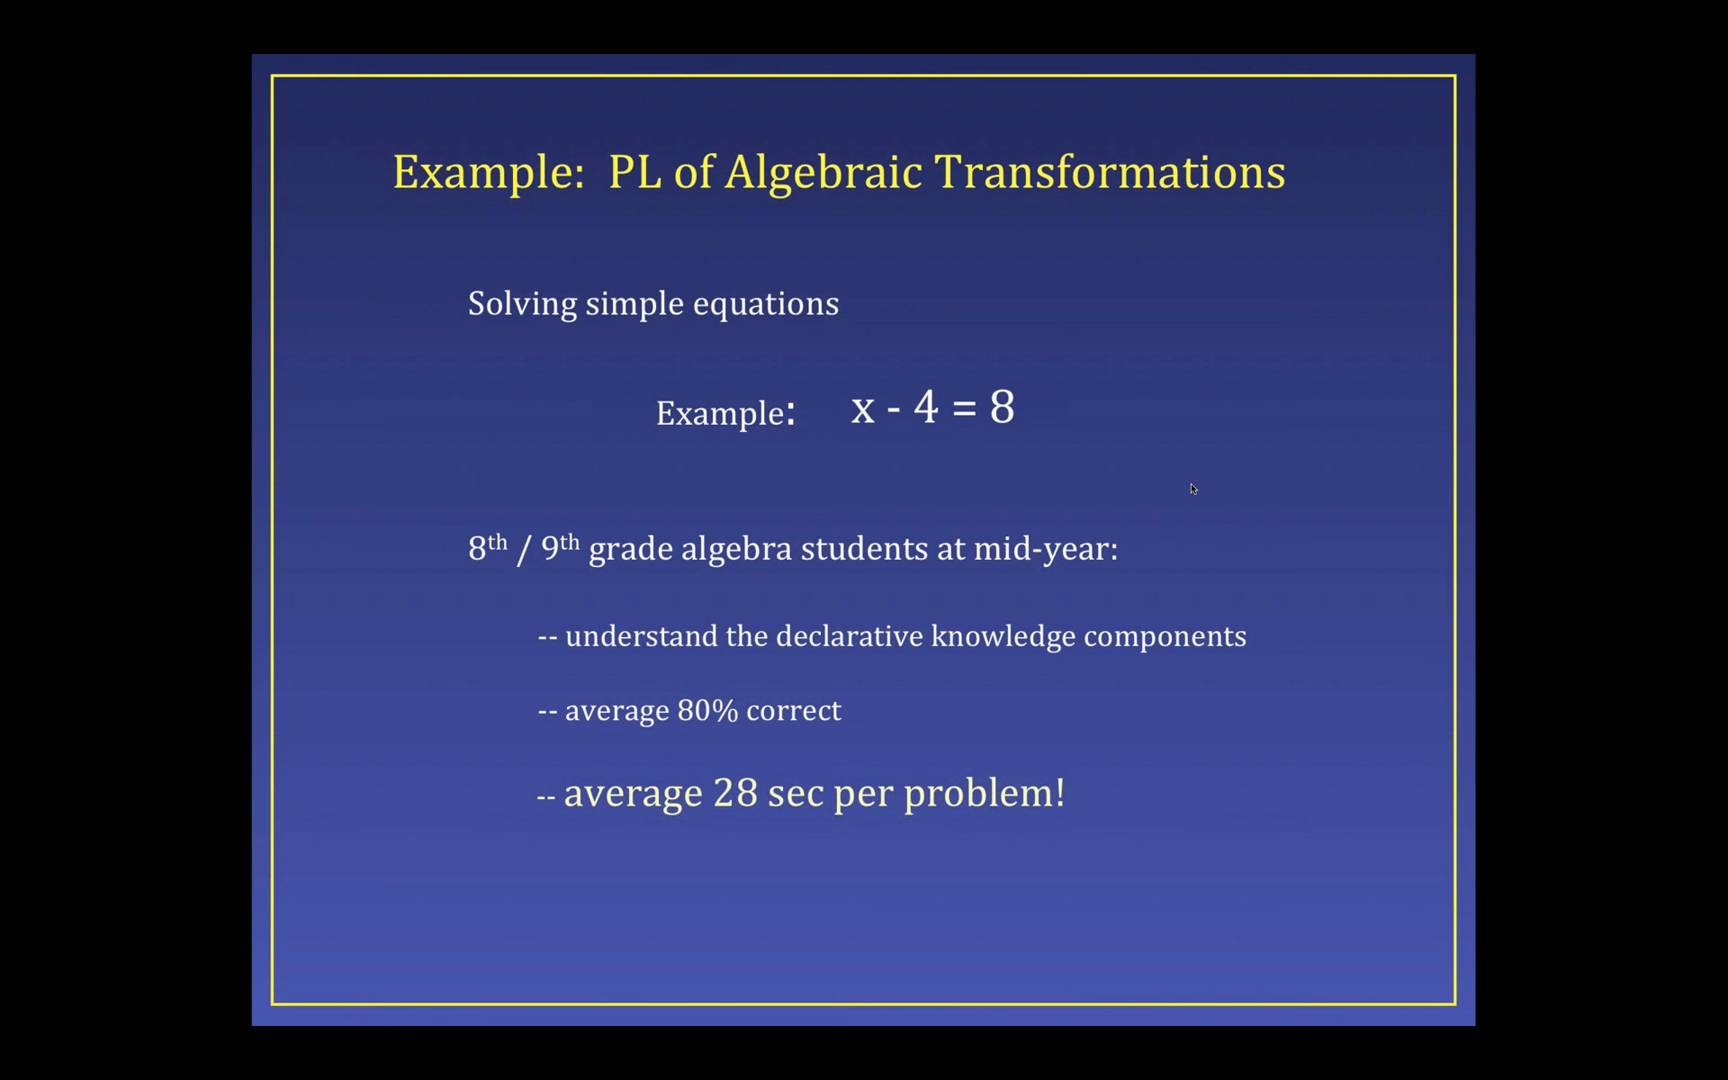 Example: PL of Algebraic Transformations
Solving simple equations
Example: x - 4 = 8
8th / 9th grade algebra students at mid-year:
-- understand the declarative knowledge components
-- average 80% correct
-- average 28 sec per problem!